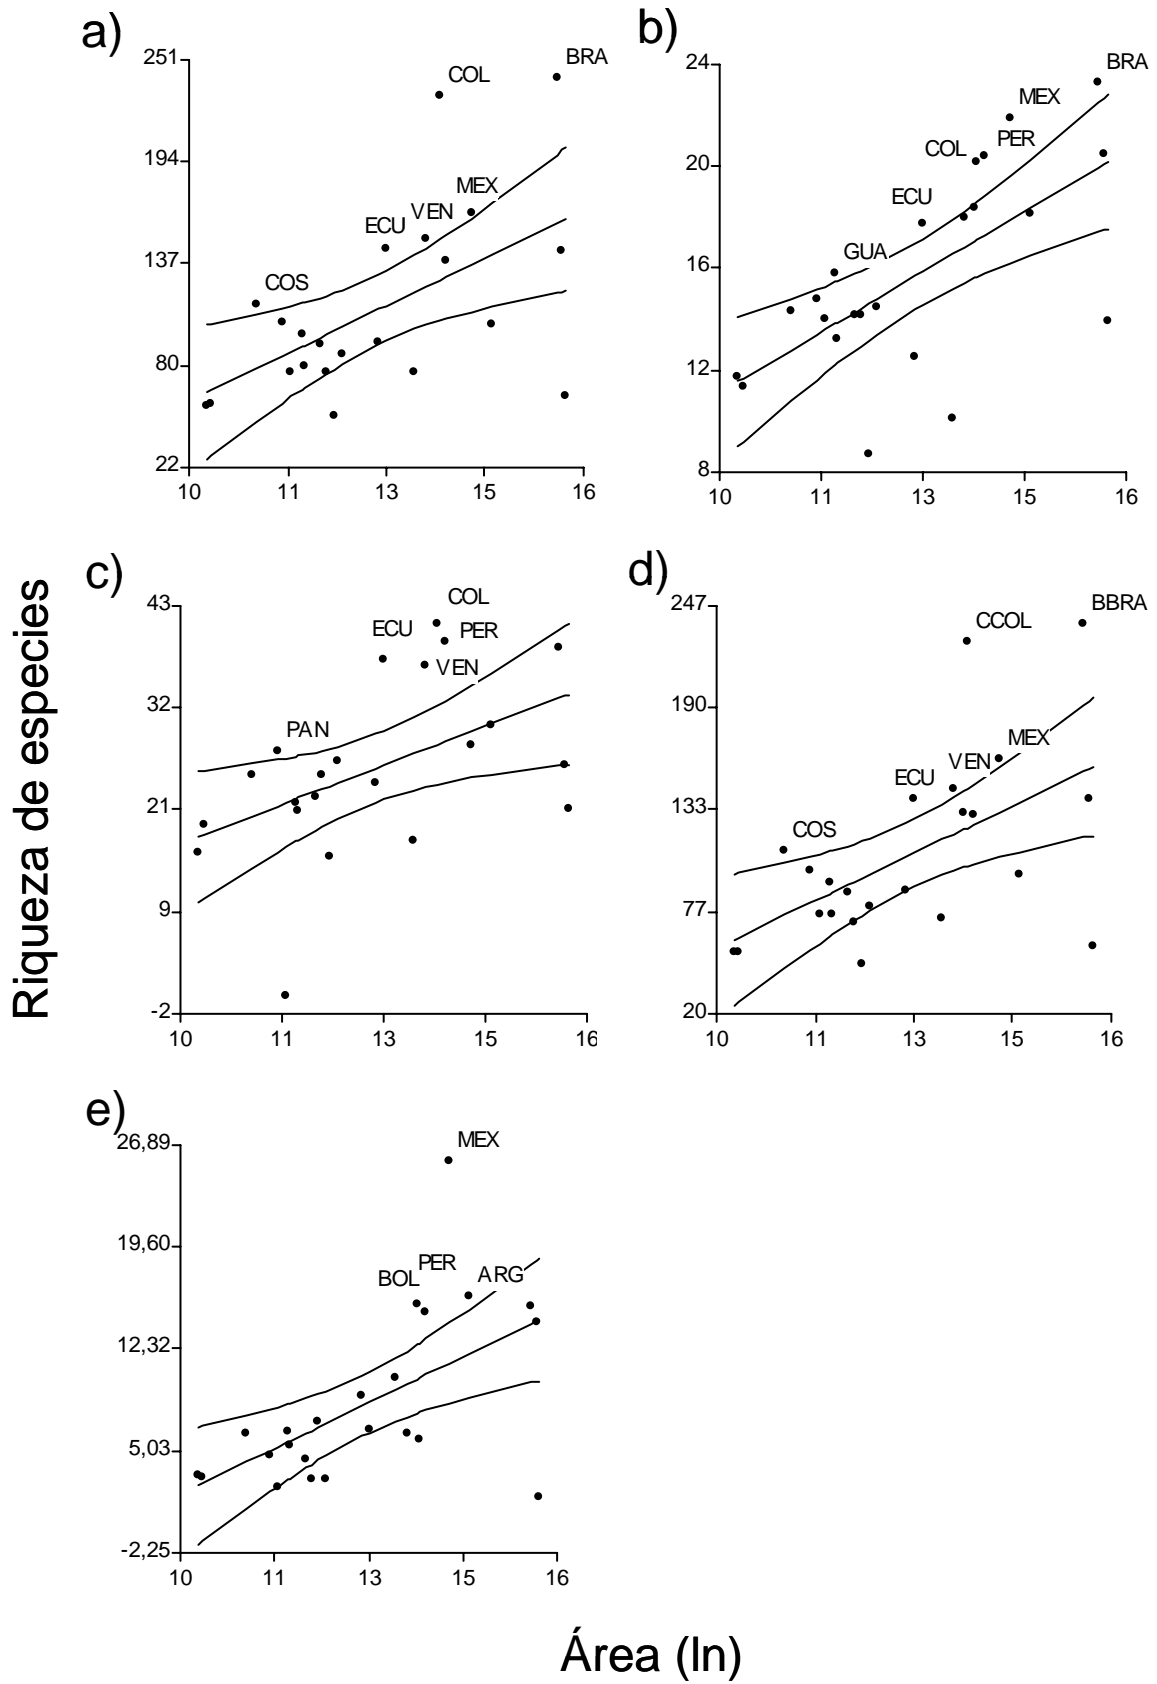 a)
251
194
137
80
22
10
11
13
15
16
COL
BRA
MEX
VEN
ECU
COS
b)
24
20
16
12
8
10
11
13
15
16
BRA
MEX
PER
COL
ECU
GUA
Riqueza de especies
c)
43
32
21
9
-2
10
11
13
15
16
COL
ECU
PER
VEN
PAN
d)
247
190
133
77
20
10
11
13
15
16
BBRA
CCOL
MEX
VEN
ECU
COS
e)
26,89
19,60
12,32
5,03
-2,25
10
11
13
15
16
MEX
PER
BOL
ARG
Área (ln)